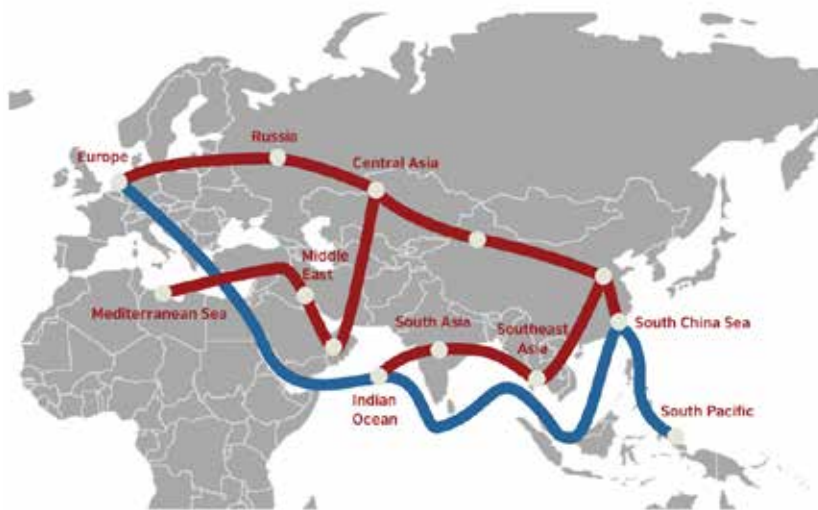 Russia
Europe
Central Asia
Middle
East
Mediterranean Sea
South Asia
Southeast
Asia
South China Sea
Indian
Ocean
South Pacific